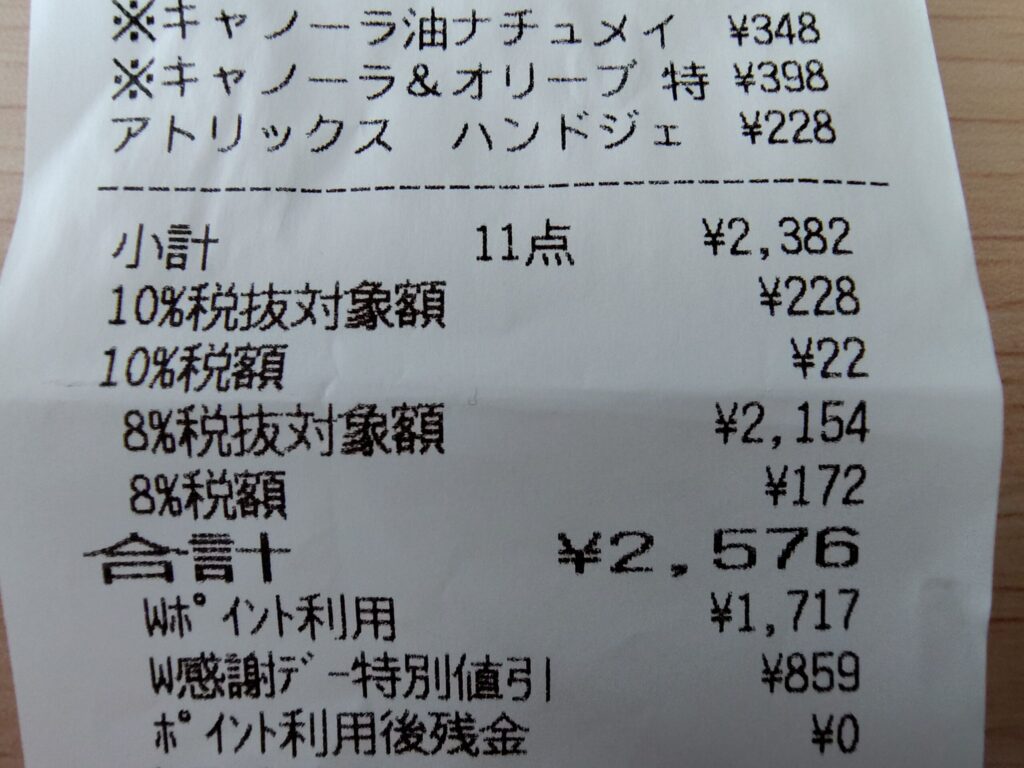 ※キャノーラ油ナチュメイ ¥348
※キャノーラ&オリーブ 特 ¥398
アトリックス ハンドジェ ¥228
小計 11点 ¥2,382
10%税抜対象額 ¥228
10%税額 ¥22
8%税抜対象額 ¥2,154
8%税額 ¥172
合計 ¥2,576
Wﾎﾟｲﾝﾄ利用 ¥1,717
W感謝ﾃﾞｰ特別値引 ¥859
ﾎﾟｲﾝﾄ利用後残金 ¥0